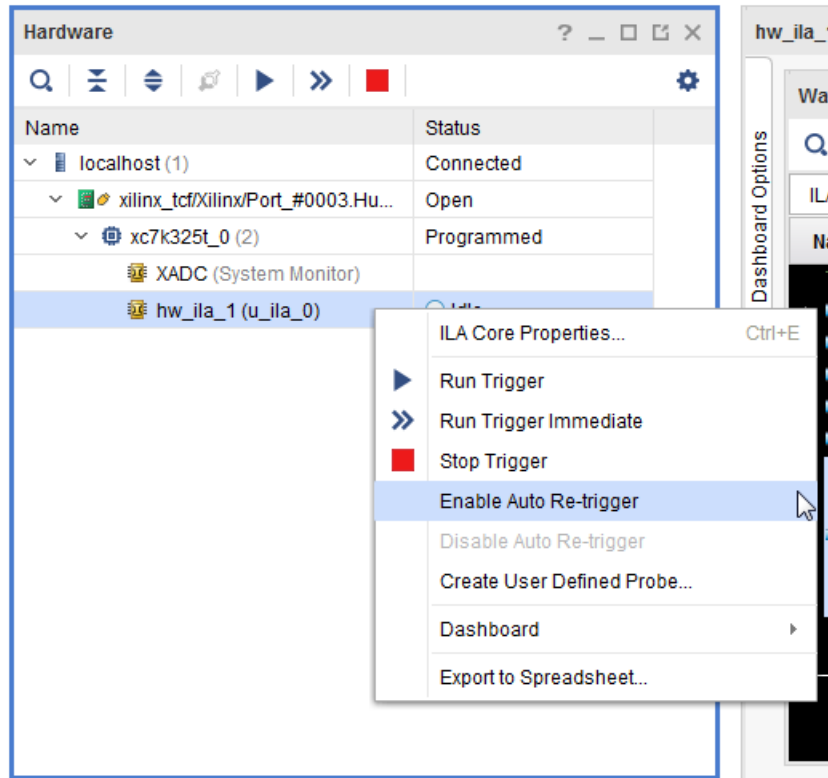 Hardware
Name Status
localhost (1) Connected
xilinx_tcf/Xilinx/Port_#0003.Hu... Open
xc7k325t_0 (2) Programmed
XADC (System Monitor)
hw_ila_1 (u_ila_0) Idle
ILA Core Properties... Ctrl+E
Run Trigger
Run Trigger Immediate
Stop Trigger
Enable Auto Re-trigger
Disable Auto Re-trigger
Create User Defined Probe...
Dashboard
Export to Spreadsheet...
hw_ila_
Dashboard Options
Wa